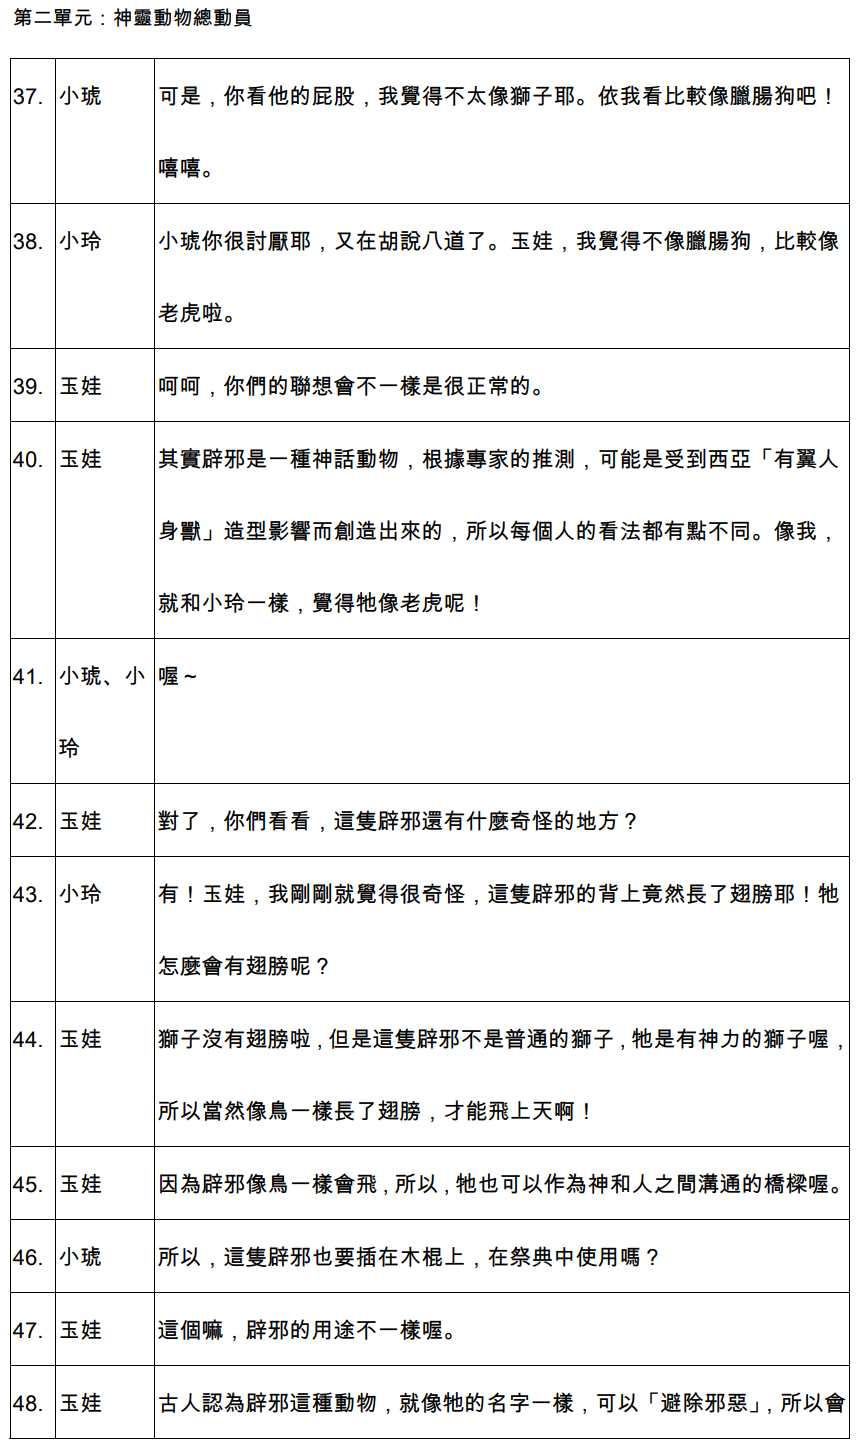 第二單元：神靈動物總動員
37. 小琥 可是，你看他的屁股，我覺得不太像獅子耶。依我看比較像臘腸狗吧！
嘻嘻。
38. 小玲 小琥你很討厭耶，又在胡說八道了。玉娃，我覺得不像臘腸狗，比較像
老虎啦。
39. 玉娃 呵呵，你們的聯想會不一樣是很正常的。
40. 玉娃 其實辟邪是一種神話動物，根據專家的推測，可能是受到西亞「有翼人
身獸」造型影響而創造出來的，所以每個人的看法都有點不同。像我，
就和小玲一樣，覺得牠像老虎呢！
41. 小琥、小 喔～
玲
42. 玉娃 對了，你們看看，這隻辟邪還有什麼奇怪的地方？
43. 小玲 有！玉娃，我剛剛就覺得很奇怪，這隻辟邪的背上竟然長了翅膀耶！牠
怎麼會有翅膀呢？
44. 玉娃 獅子沒有翅膀啦，但是這隻辟邪不是普通的獅子，牠是有神力的獅子喔，
所以當然像鳥一樣長了翅膀，才能飛上天啊！
45. 玉娃 因為辟邪像鳥一樣會飛，所以，牠也可以作為神和人之間溝通的橋樑喔。
46. 小琥 所以，這隻辟邪也要插在木棍上，在祭典中使用嗎？
47. 玉娃 這個嘛，辟邪的用途不一樣喔。
48. 玉娃 古人認為辟邪這種動物，就像牠的名字一樣，可以「避除邪惡」，所以會